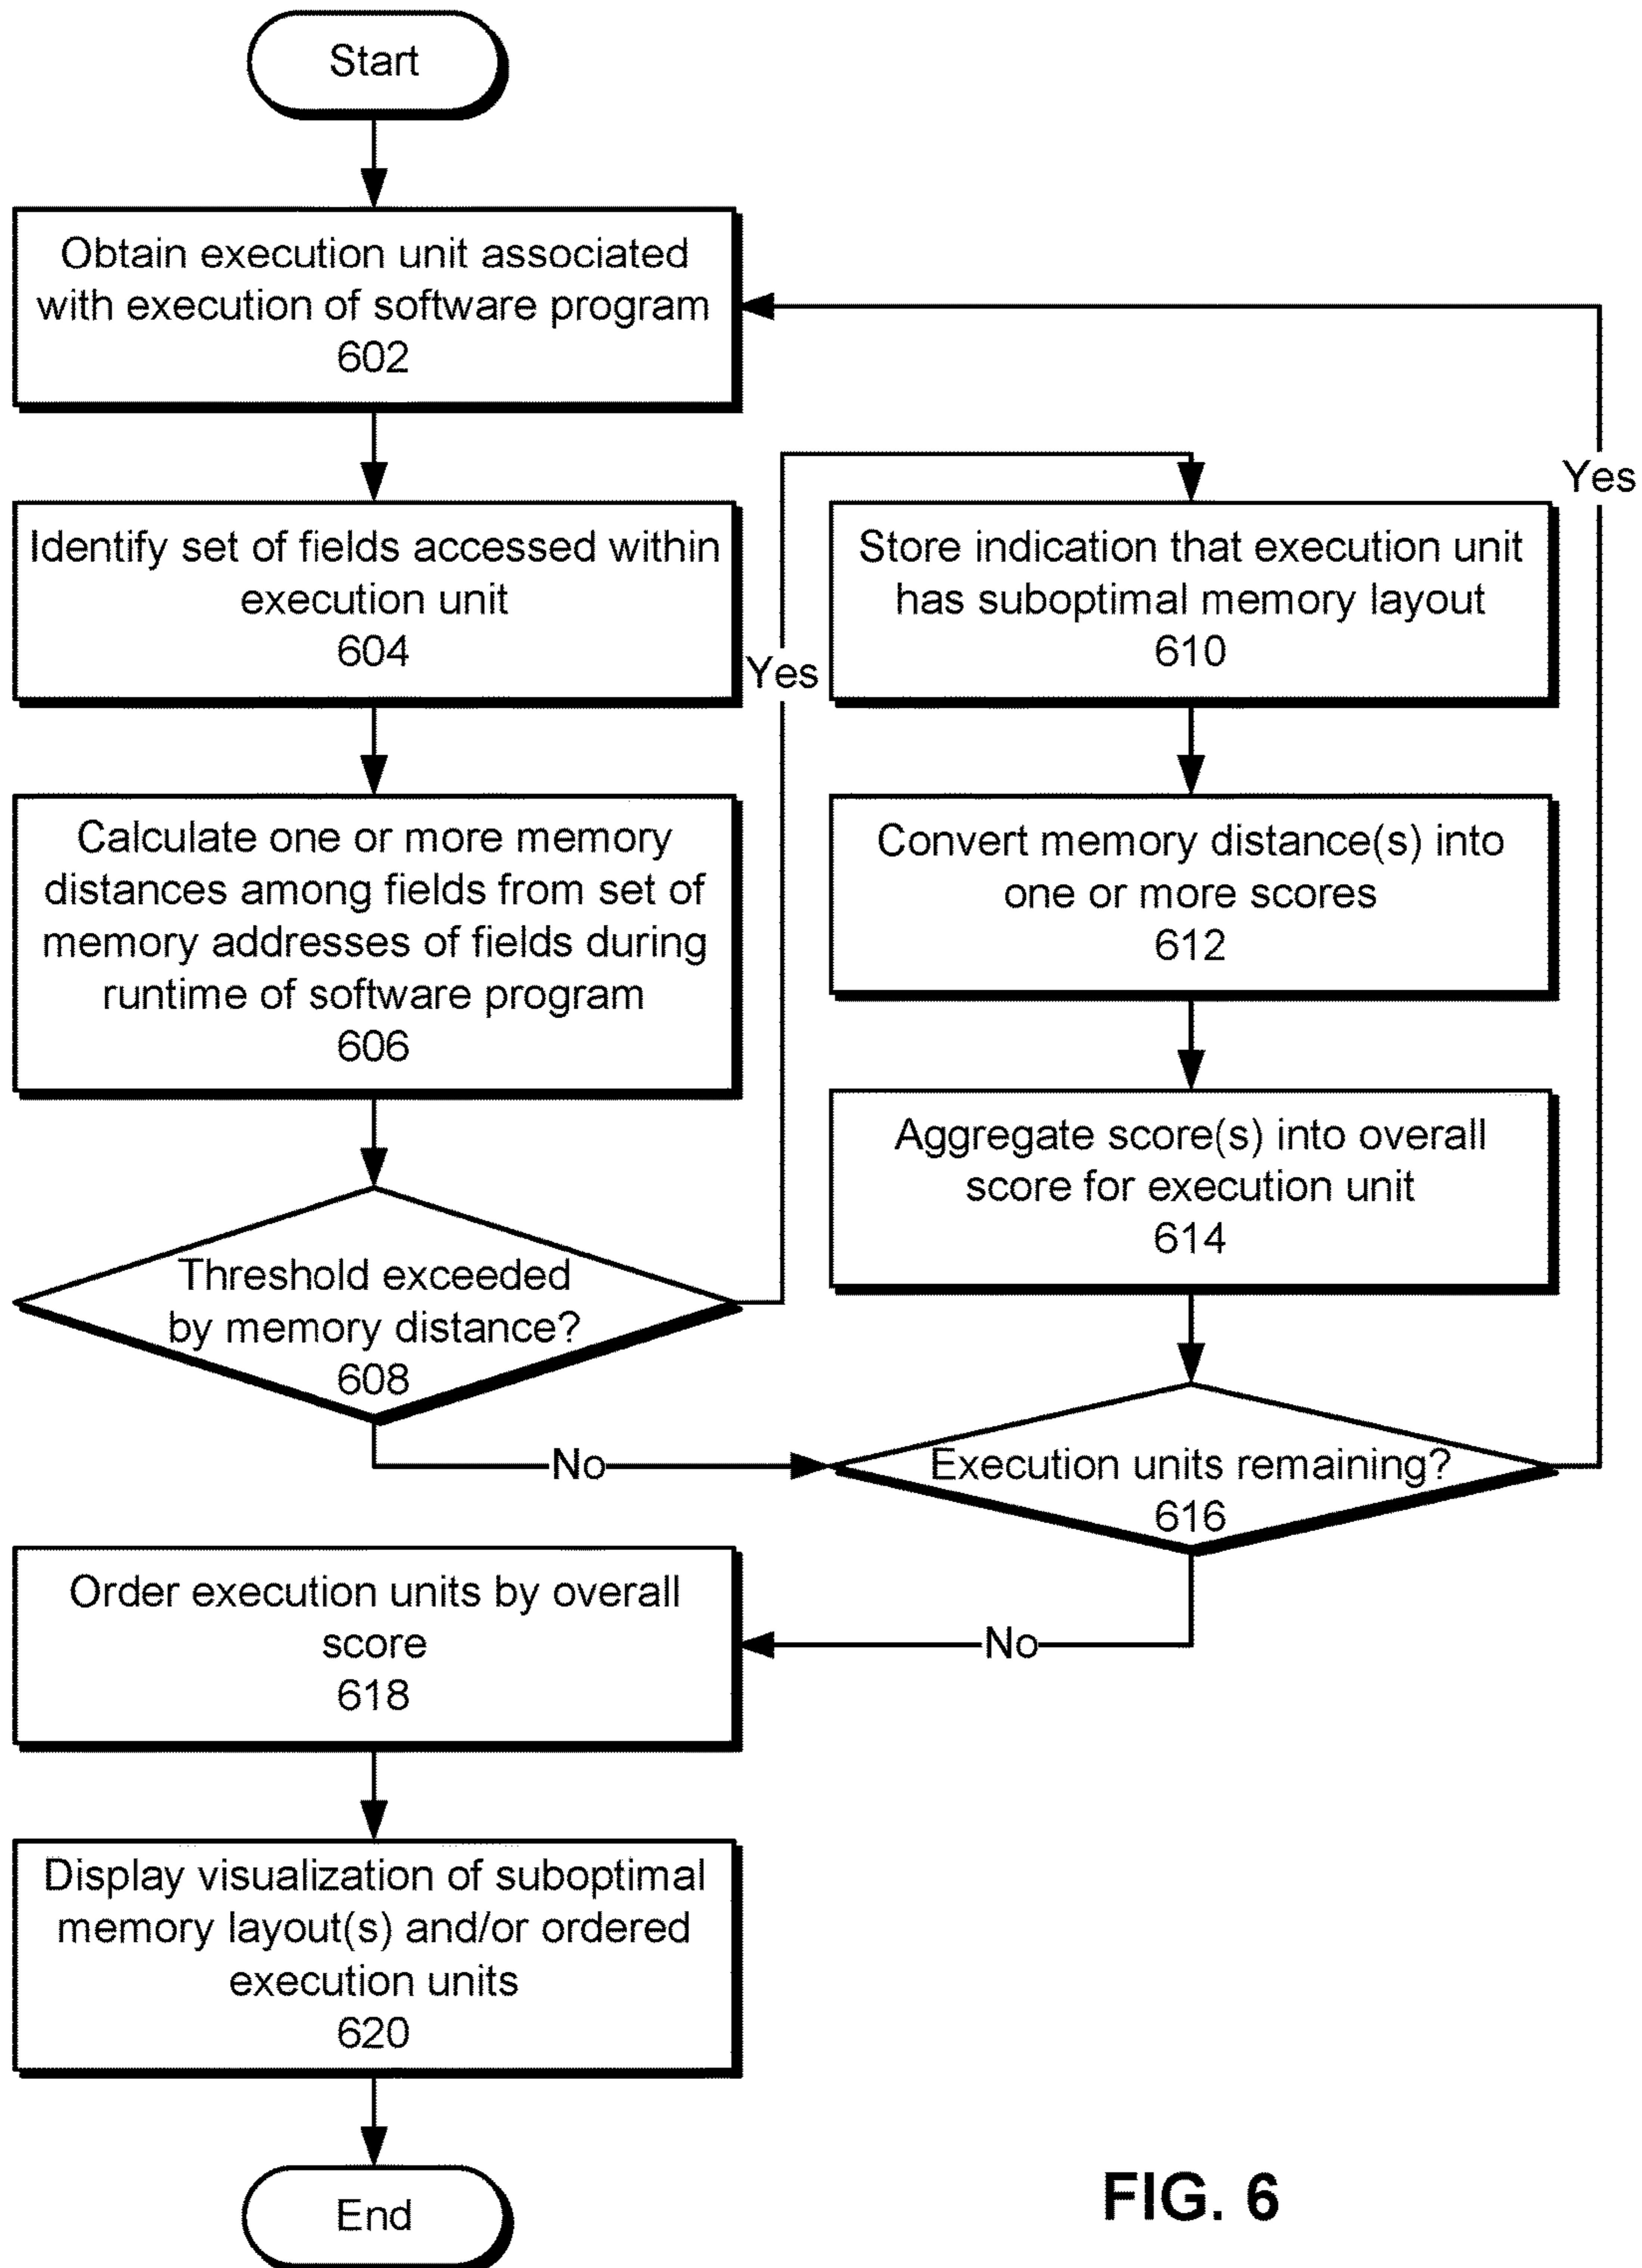 Start
Obtain execution unit associated
with execution of software program
602
Identify set of fields accessed within
execution unit
604
Calculate one or more memory
distances among fields from set of
memory addresses of fields during
runtime of software program
606
Threshold exceeded
by memory distance?
608
Yes
No
Store indication that execution unit
has suboptimal memory layout
610
Convert memory distance(s) into
one or more scores
612
Aggregate score(s) into overall
score for execution unit
614
Execution units remaining?
616
Yes
No
Order execution units by overall
score
618
Display visualization of suboptimal
memory layout(s) and/or ordered
execution units
620
End
FIG. 6